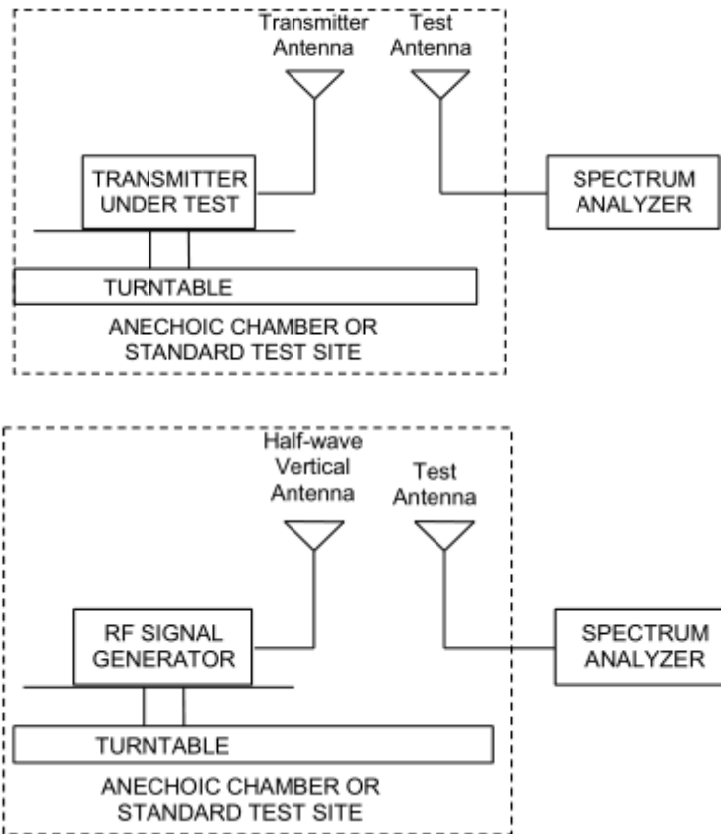 Transmitter
Antenna
Test
Antenna
TRANSMITTER
UNDER TEST
SPECTRUM
ANALYZER
TURNTABLE
ANECHOIC CHAMBER OR
STANDARD TEST SITE
Half-wave
Vertical
Antenna
Test
Antenna
RF SIGNAL
GENERATOR
SPECTRUM
ANALYZER
TURNTABLE
ANECHOIC CHAMBER OR
STANDARD TEST SITE